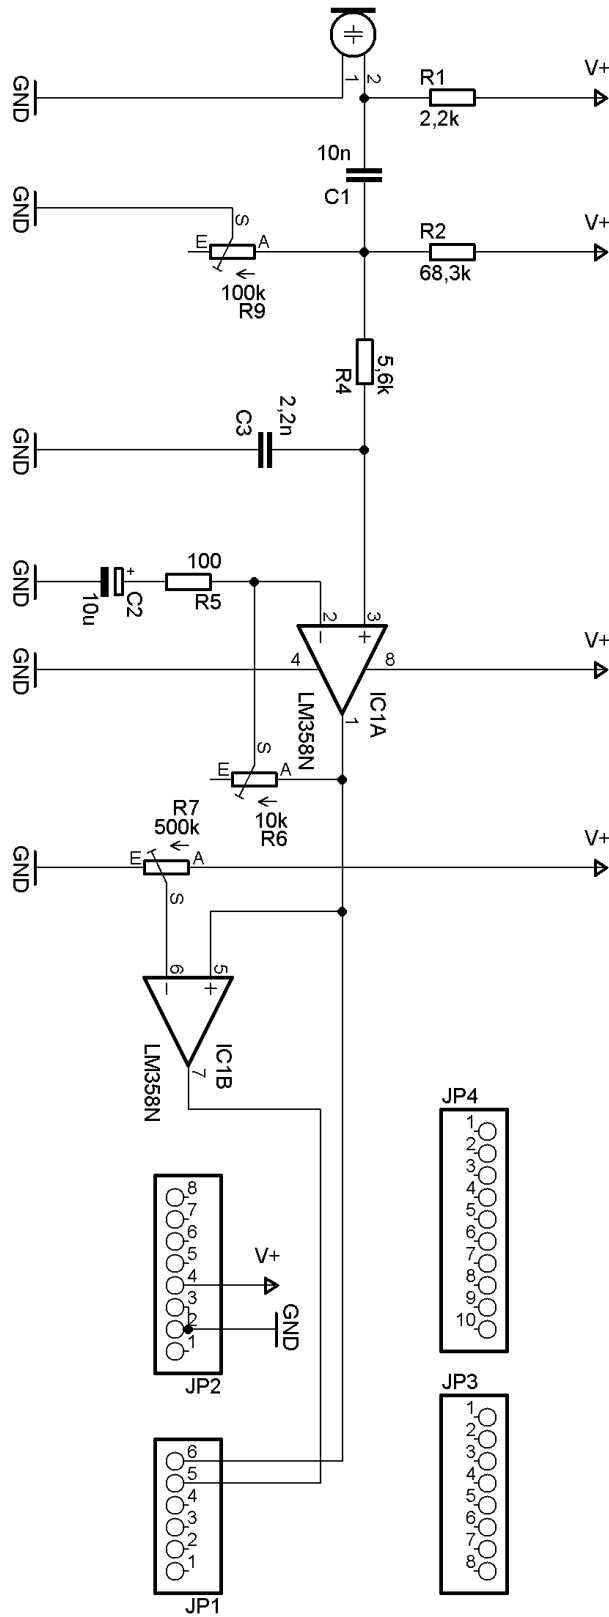 1 2
R1
V+
GND
2,2k
10n
C1
GND
S
E A
R2
V+
100k
R9
68,3k
5,6k
R4
2,2n
C3
GND
100
R5
+
C2
10u
GND
2 3
- +
4 8
GND
V+
IC1A
LM358N
1
S
E A
10k
R6
R7
500k
E A
S
GND
V+
6 5
- +
IC1B
LM358N
7
JP4
1
2
3
4
5
6
7
8
9
10
8
7
6
5
4
3
2
1
V+
GND
JP2
JP3
1
2
3
4
5
6
7
8
6
5
4
3
2
1
JP1